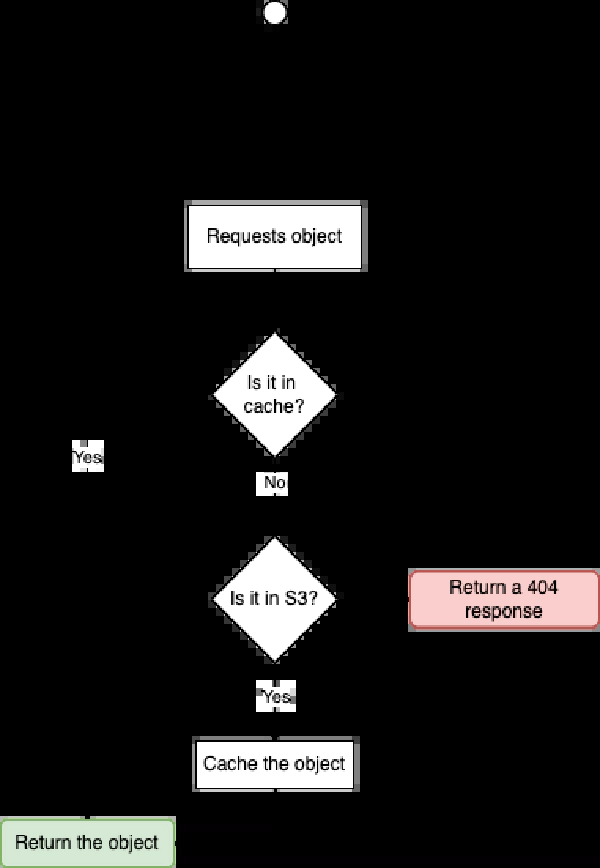 Requests object
Is it in
cache?
Yes
No
Is it in S3?
Return a 404
response
Yes
Cache the object
Return the object